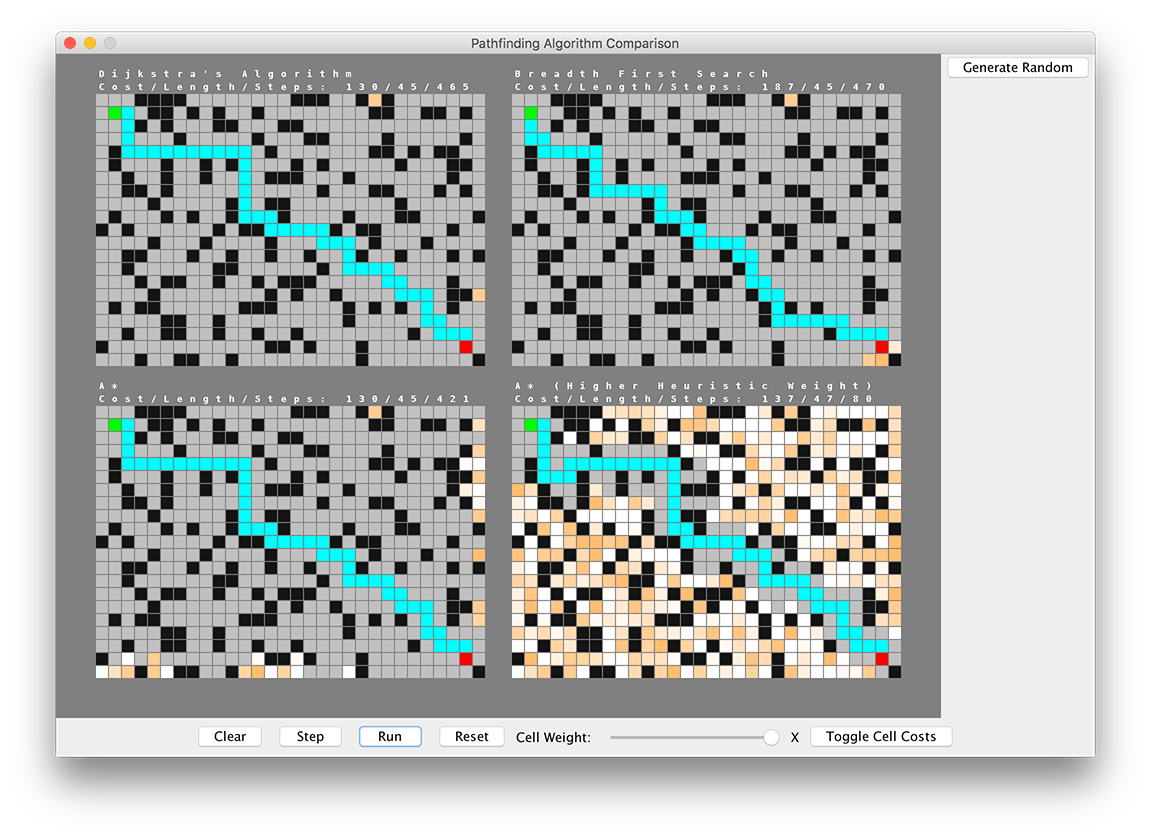 Pathfinding Algorithm Comparison
Dijkstra's Algorithm
Cost/Length/Steps: 130/45/465
Breadth First Search
Cost/Length/Steps: 187/45/470
Generate Random
A*
Cost/Length/Steps: 130/45/421
A* (Higher Heuristic Weight)
Cost/Length/Steps: 137/47/80
Clear
Step
Run
Reset
Cell Weight:
X
Toggle Cell Costs